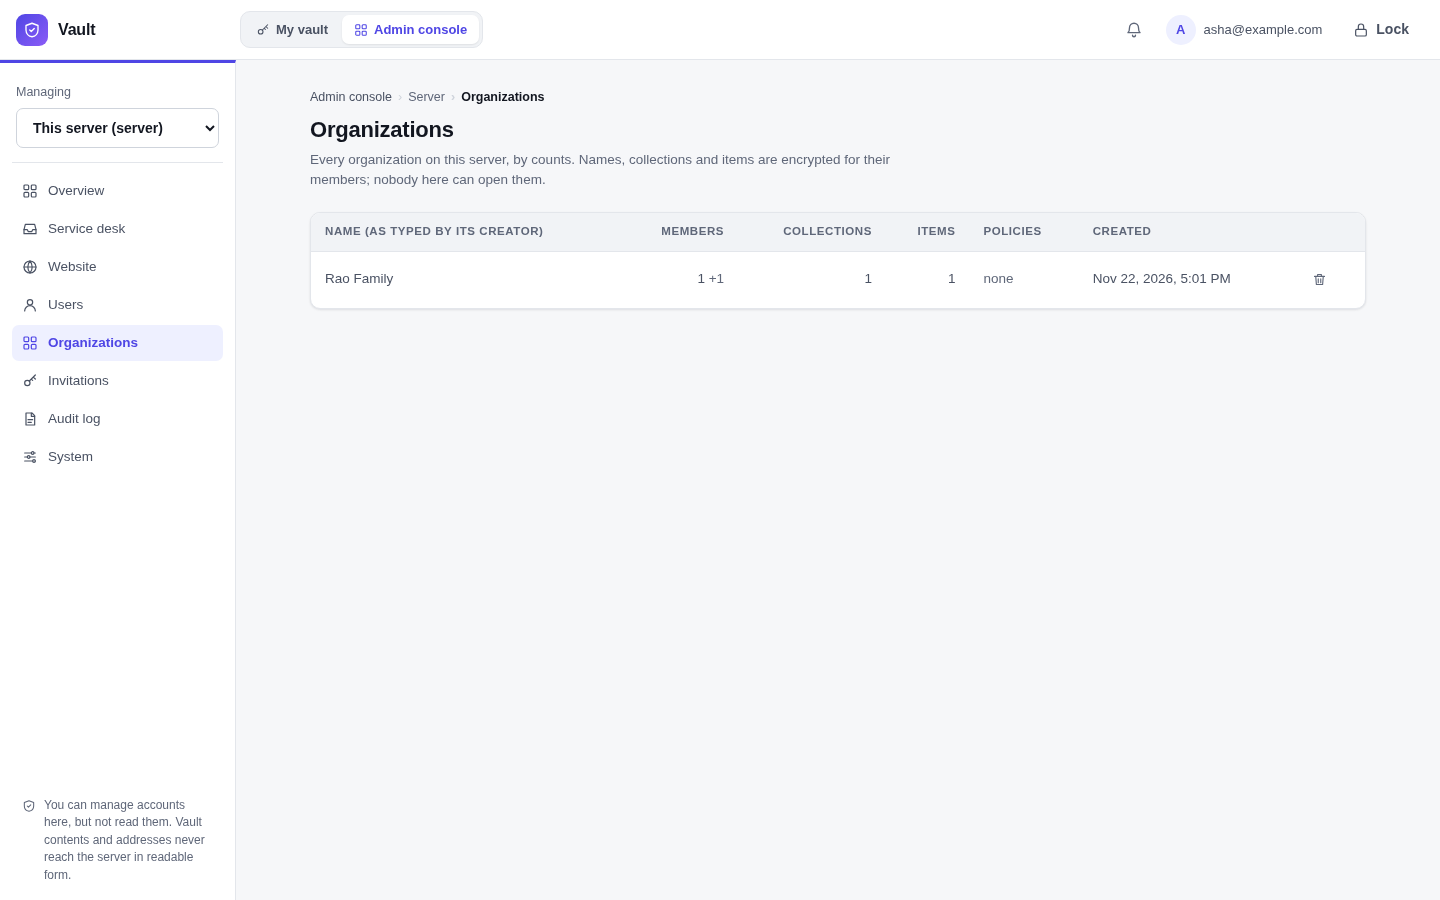 Vault
My vault
Admin console
A
asha@example.com
Lock
Managing
This server (server)
Overview
Service desk
Website
Users
Organizations
Invitations
Audit log
System
You can manage accounts
here, but not read them. Vault
contents and addresses never
reach the server in readable
form.
Admin console › Server › Organizations
Organizations
Every organization on this server, by counts. Names, collections and items are encrypted for their
members; nobody here can open them.
NAME (AS TYPED BY ITS CREATOR) MEMBERS COLLECTIONS ITEMS POLICIES CREATED
Rao Family 1 +1 1 1 none Nov 22, 2026, 5:01 PM